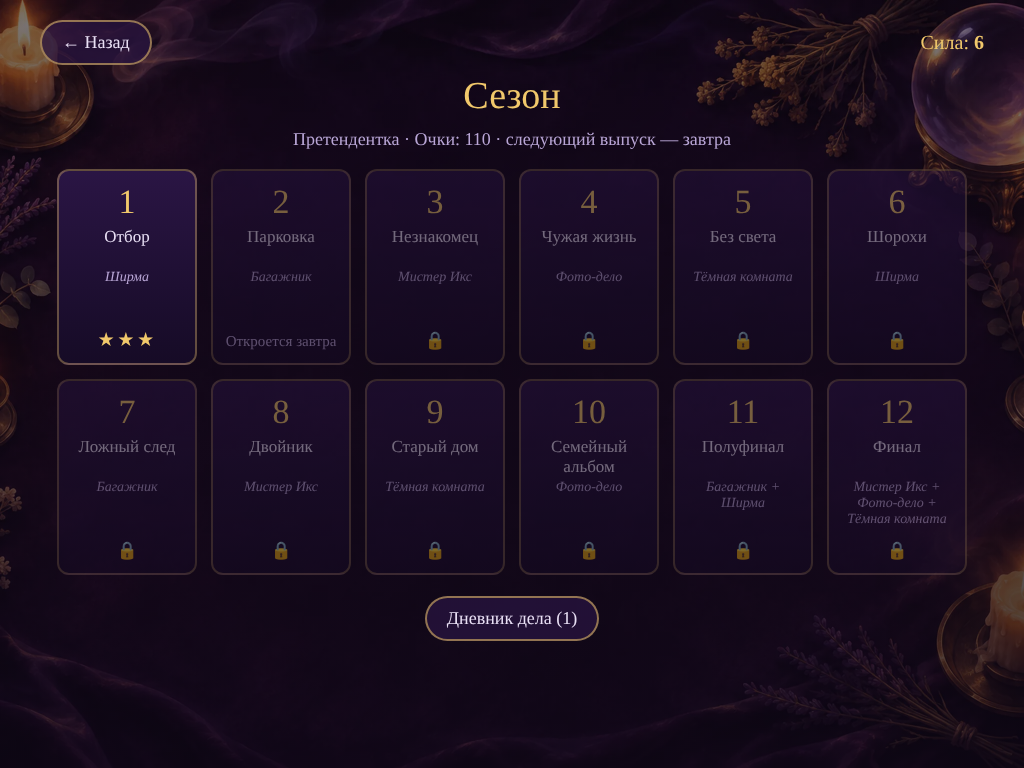 ← Назад
Сила: 6
Сезон
Претендентка · Очки: 110 · следующий выпуск — завтра
1
Отбор
Ширма
★★★
2
Парковка
Багажник
Откроется завтра
3
Незнакомец
Мистер Икс
4
Чужая жизнь
Фото-дело
5
Без света
Тёмная комната
6
Шорохи
Ширма
7
Ложный след
Багажник
8
Двойник
Мистер Икс
9
Старый дом
Тёмная комната
10
Семейный
альбом
Фото-дело
11
Полуфинал
Багажник +
Ширма
12
Финал
Мистер Икс +
Фото-дело +
Тёмная комната
Дневник дела (1)